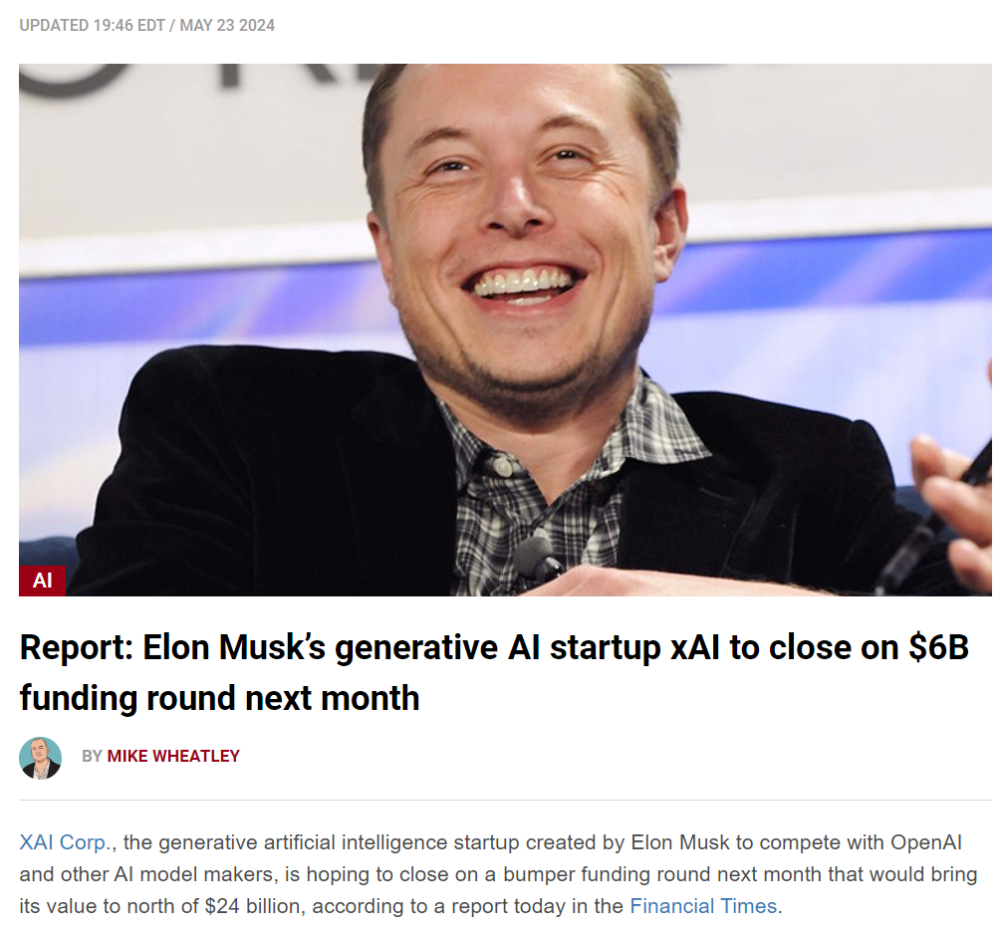 UPDATED 19:46 EDT / MAY 23 2024
AI
Report: Elon Musk’s generative AI startup xAI to close on $6B
funding round next month
BY MIKE WHEATLEY
XAI Corp., the generative artificial intelligence startup created by Elon Musk to compete with OpenAI
and other AI model makers, is hoping to close on a bumper funding round next month that would bring
its value to north of $24 billion, according to a report today in the Financial Times.